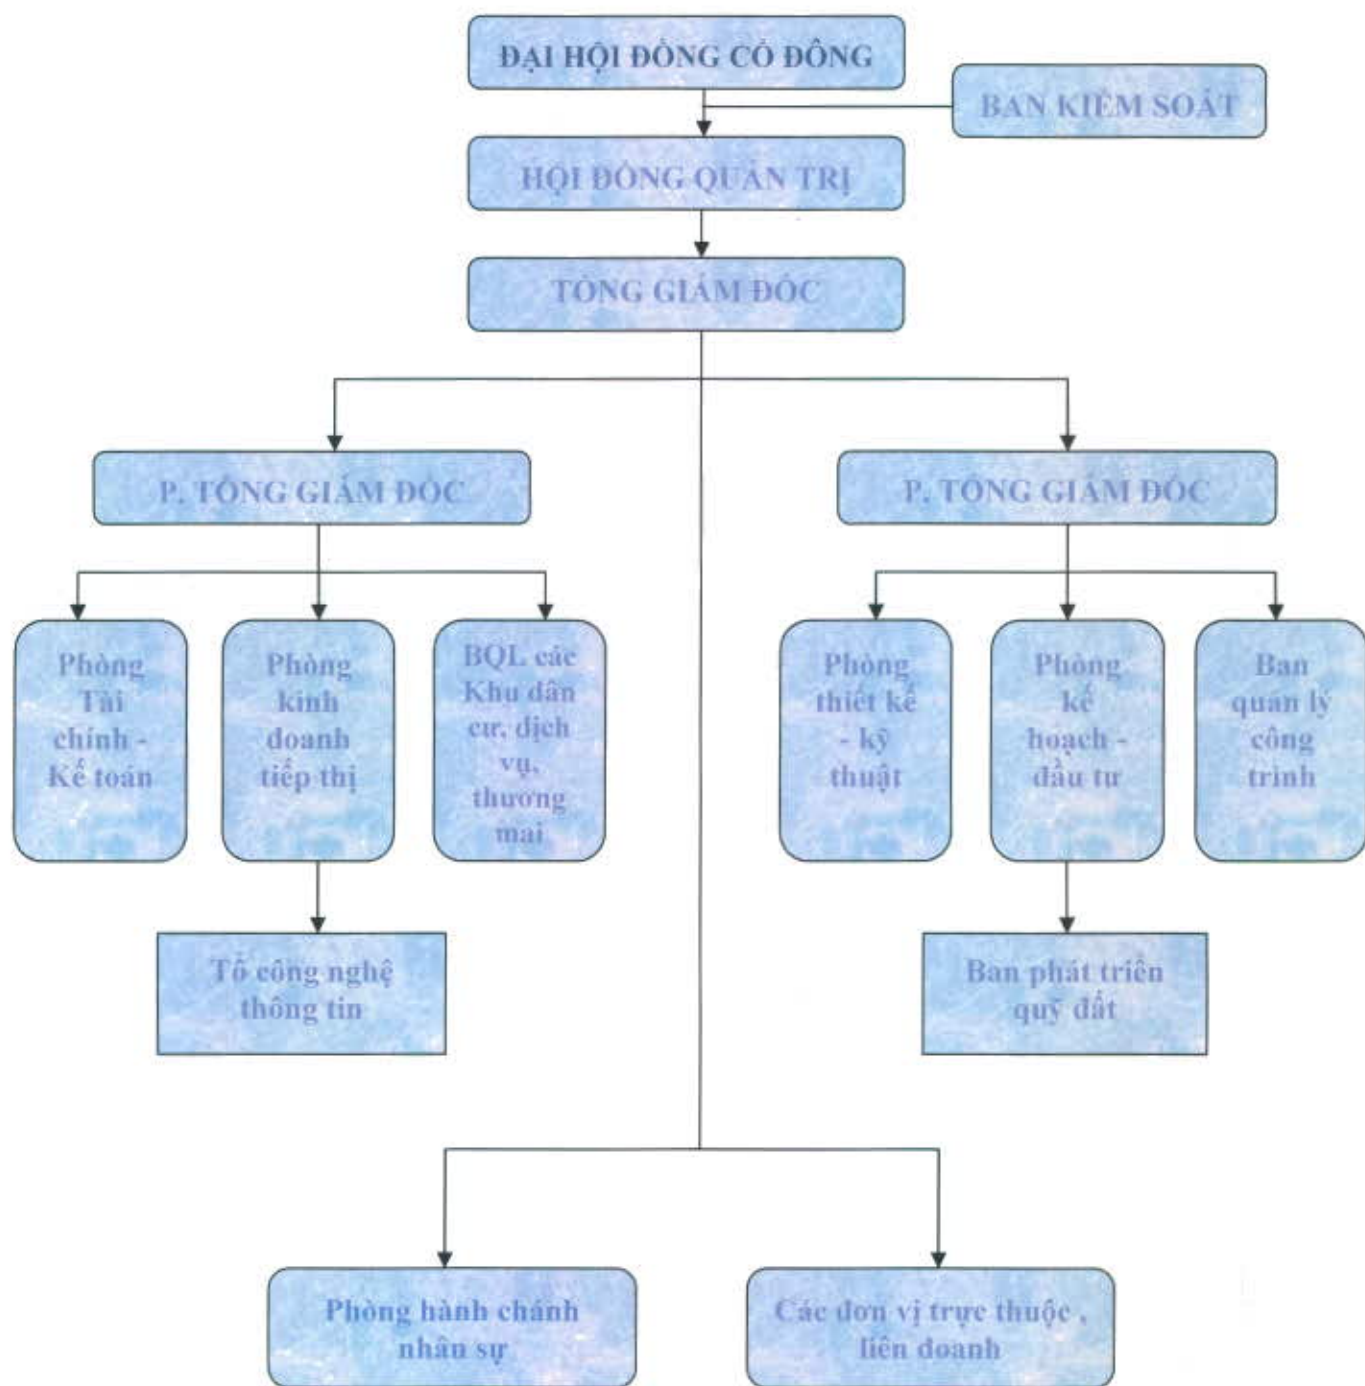 ĐẠI HỘI ĐỒNG CỔ ĐÔNG
BAN KIỂM SOÁT
HỘI ĐỒNG QUẢN TRỊ
TỔNG GIÁM ĐỐC
P. TỔNG GIÁM ĐỐC
P. TỔNG GIÁM ĐỐC
Phòng
Tài
chính -
Kế toán
Phòng
kinh
doanh
tiếp thị
BQL các
Khu dân
cư, dịch
vụ,
thương
mại
Phòng
thiết kế
- kỹ
thuật
Phòng
kế
hoạch -
đầu tư
Ban
quản lý
công
trình
Tổ công nghệ
thông tin
Ban phát triển
quỹ đất
Phòng hành chánh
nhân sự
Các đơn vị trực thuộc ,
liên doanh